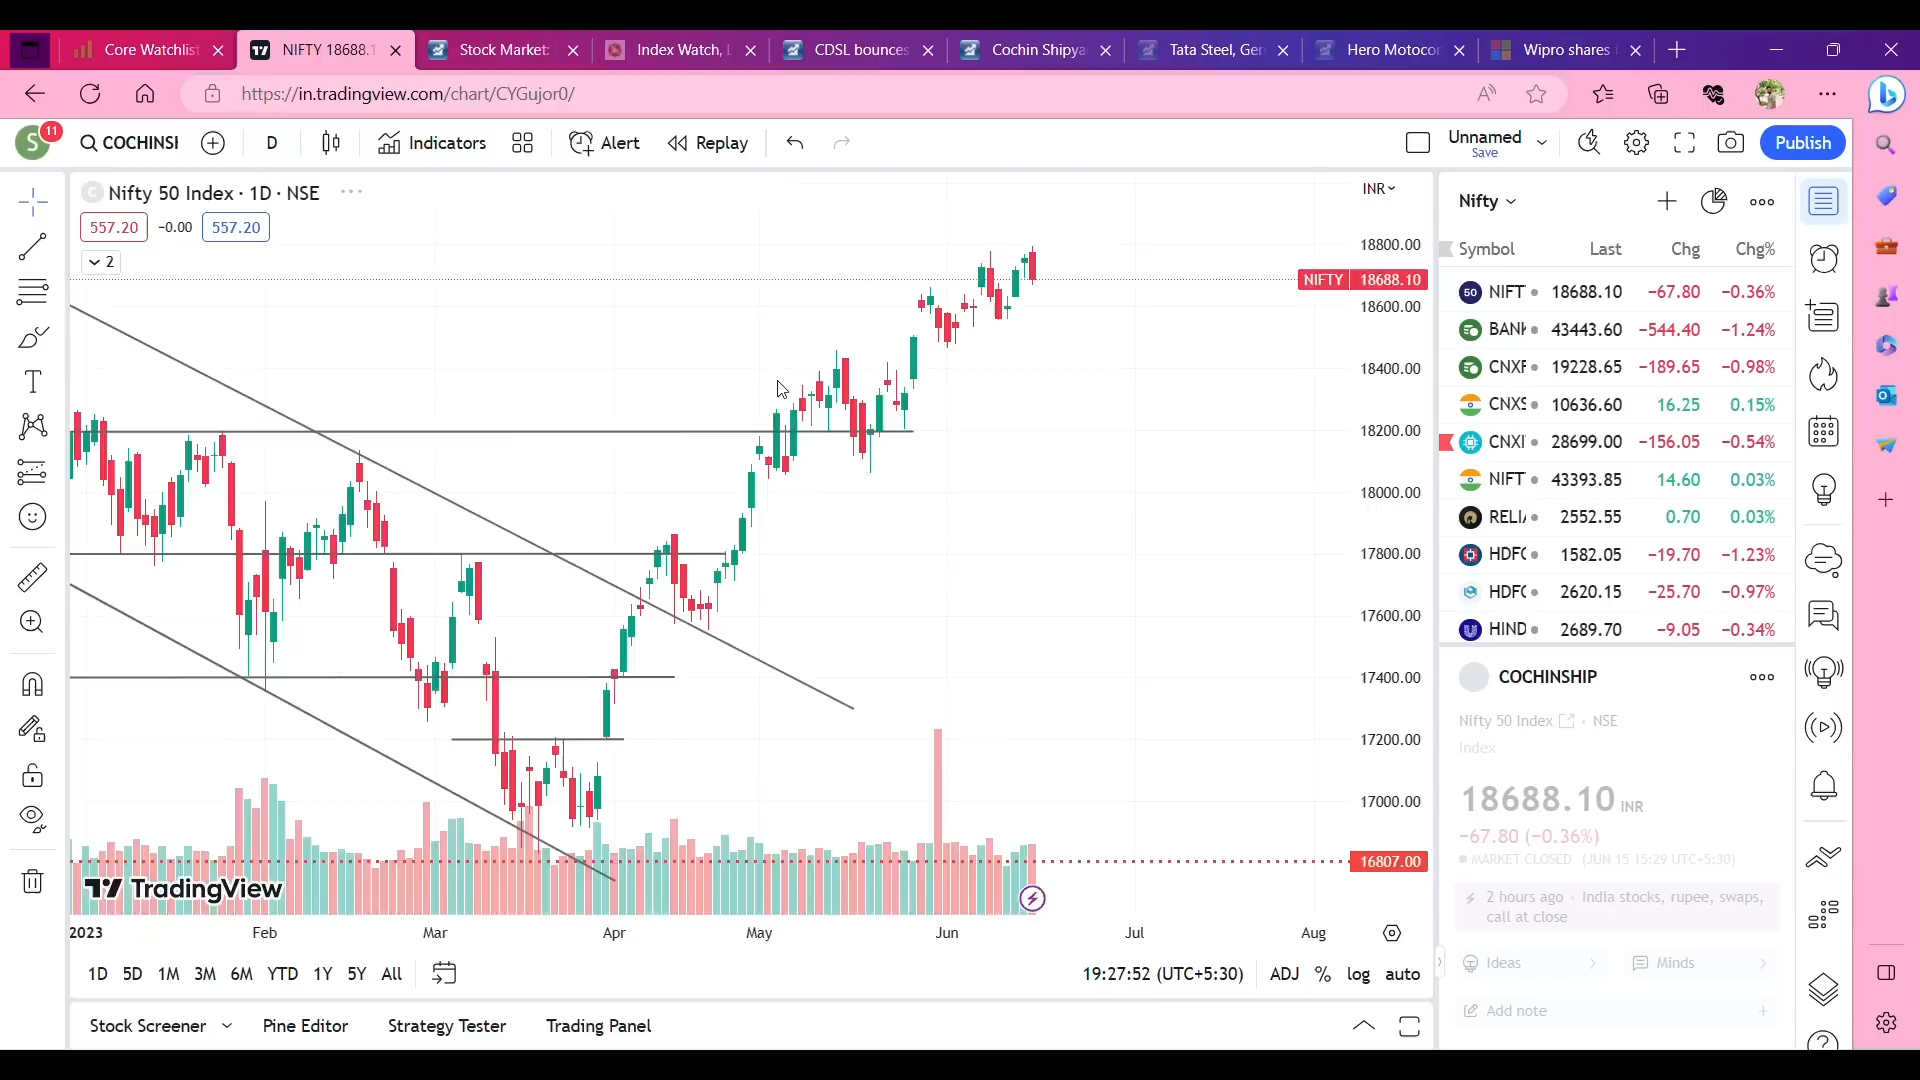 Core Watchlist
NIFTY 18688.1
Stock Market:
Index Watch, L
CDSL bounces
Cochin Shipya
Tata Steel, Gen
Hero Motocor
Wipro shares
https://in.tradingview.com/chart/CYGujor0/
S
11
COCHINSI
D
Indicators
Alert
Replay
Unnamed
Save
Publish
C
Nifty 50 Index · 1D · NSE
557.20
−0.00
557.20
2
INR
18800.00
NIFTY 18688.10
18600.00
18400.00
18200.00
18000.00
17800.00
17600.00
17400.00
17200.00
17000.00
16807.00
TradingView
2023
Feb
Mar
Apr
May
Jun
Jul
Aug
1D 5D 1M 3M 6M YTD 1Y 5Y All
19:27:52 (UTC+5:30)
ADJ % log auto
Stock Screener
Pine Editor
Strategy Tester
Trading Panel
Nifty
Symbol Last Chg Chg%
50 NIFT 18688.10 −67.80 −0.36%
BANK 43443.60 −544.40 −1.24%
CNXF 19228.65 −189.65 −0.98%
CNXS 10636.60 16.25 0.15%
CNXI 28699.00 −156.05 −0.54%
NIFT 43393.85 14.60 0.03%
RELI 2552.55 0.70 0.03%
HDFC 1582.05 −19.70 −1.23%
HDFC 2620.15 −25.70 −0.97%
HIND 2689.70 −9.05 −0.34%
COCHINSHIP
Nifty 50 Index · NSE
Index
18688.10 INR
−67.80 (−0.36%)
MARKET CLOSED (JUN 15 15:29 UTC+5:30)
2 hours ago · India stocks, rupee, swaps,
call at close
Ideas
Minds
Add note